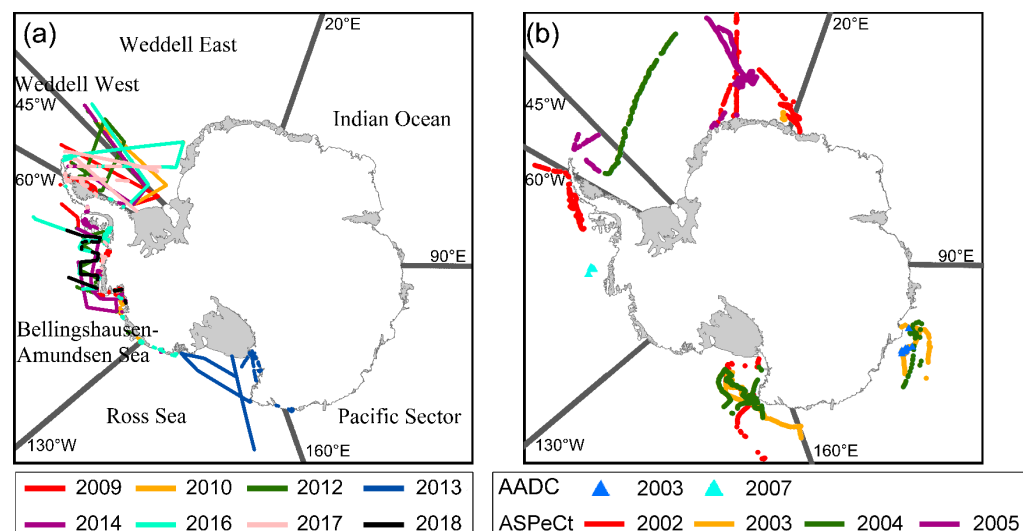 (a)
20°E
Weddell East
Weddell West
45°W
Indian Ocean
60°W
90°E
Bellingshausen-
Amundsen Sea
Ross Sea
Pacific Sector
130°W
160°E
2009 2010 2012 2013
2014 2016 2017 2018
(b)
20°E
45°W
60°W
90°E
130°W
160°E
AADC 2003 2007
ASPeCt 2002 2003 2004 2005